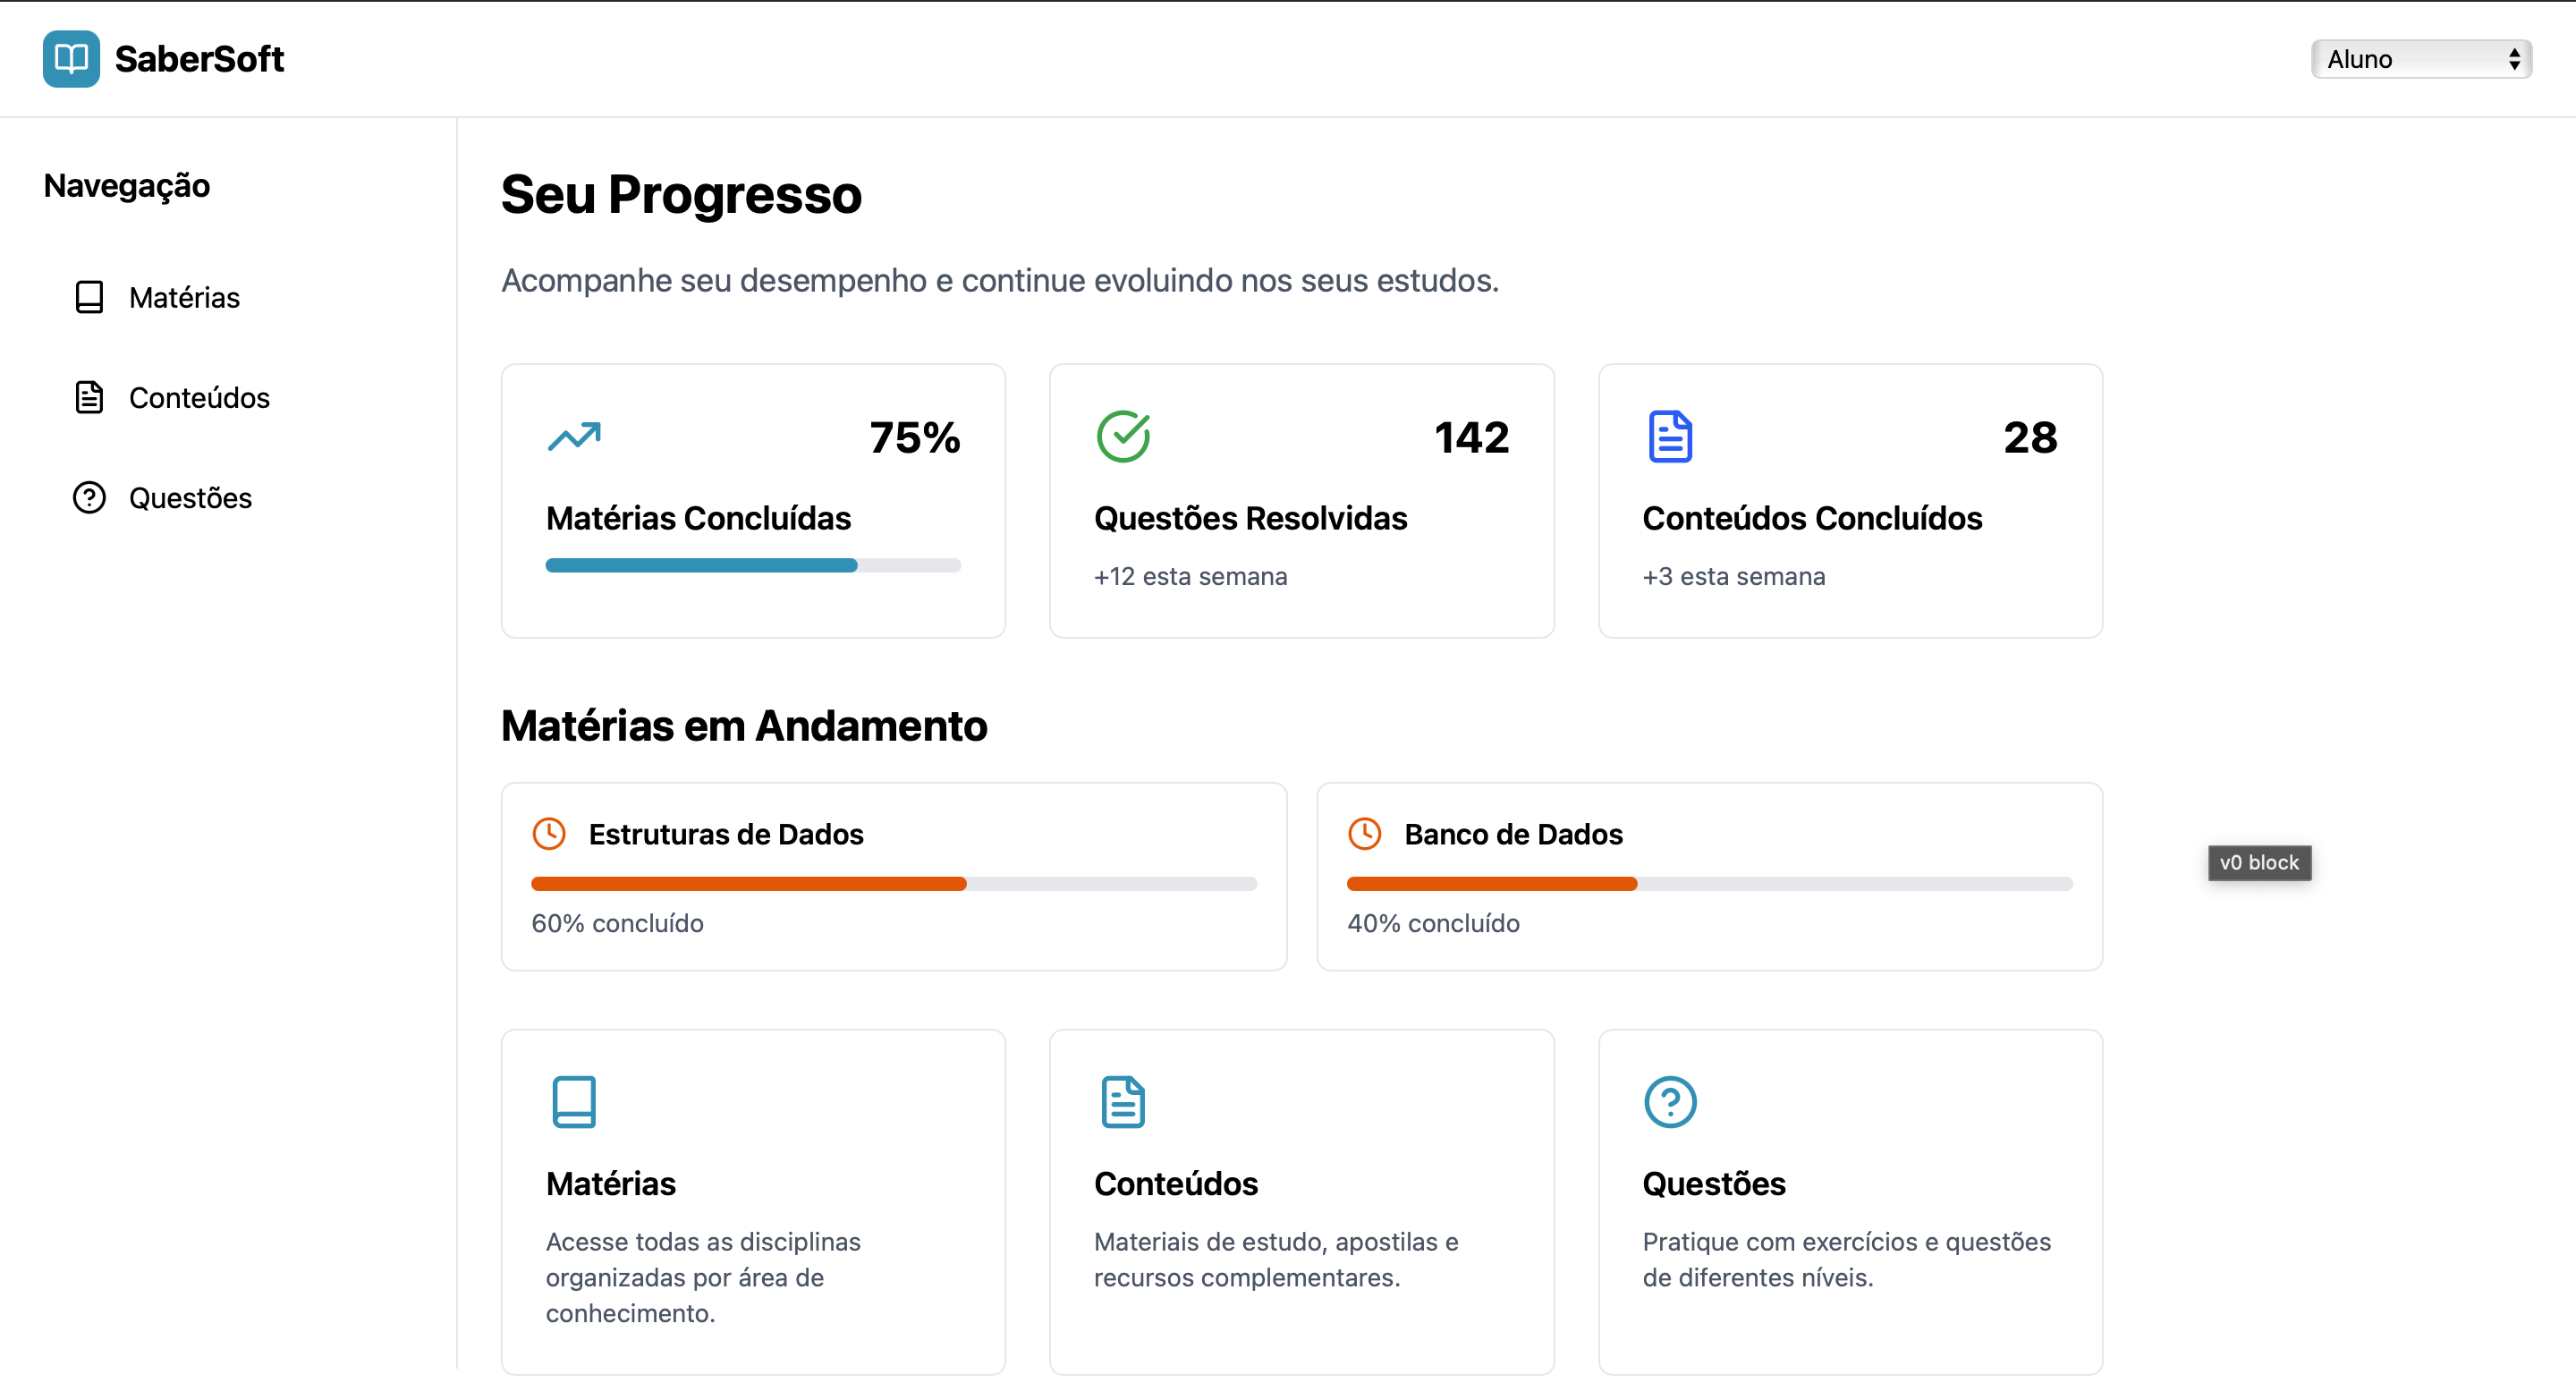 SaberSoft
Aluno
Navegação
Matérias
Conteúdos
Questões
Seu Progresso
Acompanhe seu desempenho e continue evoluindo nos seus estudos.
75%
Matérias Concluídas
142
Questões Resolvidas
+12 esta semana
28
Conteúdos Concluídos
+3 esta semana
Matérias em Andamento
Estruturas de Dados
60% concluído
Banco de Dados
40% concluído
v0 block
Matérias
Acesse todas as disciplinas
organizadas por área de
conhecimento.
Conteúdos
Materiais de estudo, apostilas e
recursos complementares.
Questões
Pratique com exercícios e questões
de diferentes níveis.